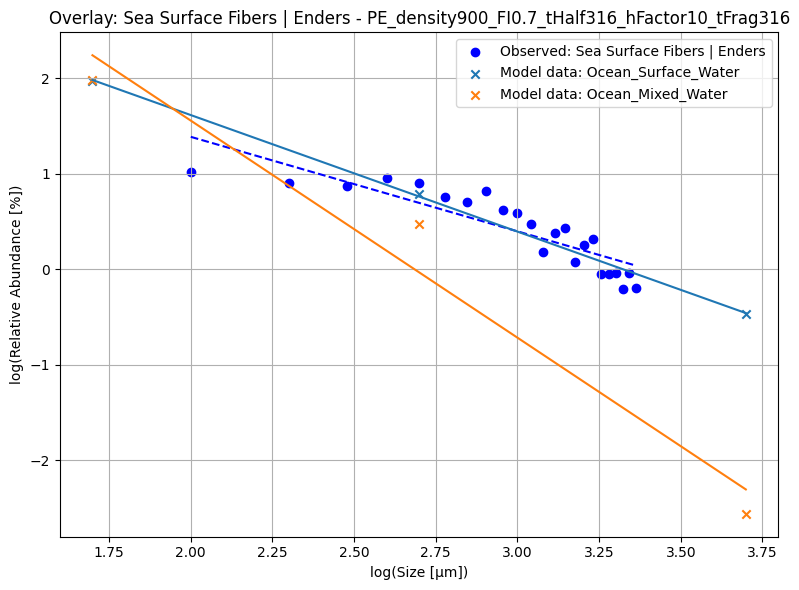 Overlay: Sea Surface Fibers | Enders - PE_density900_FI0.7_tHalf316_hFactor10_tFrag316
Observed: Sea Surface Fibers | Enders
Model data: Ocean_Surface_Water
Model data: Ocean_Mixed_Water
log(Relative Abundance [%])
2
1
0
−1
−2
1.75 2.00 2.25 2.50 2.75 3.00 3.25 3.50 3.75
log(Size [μm])